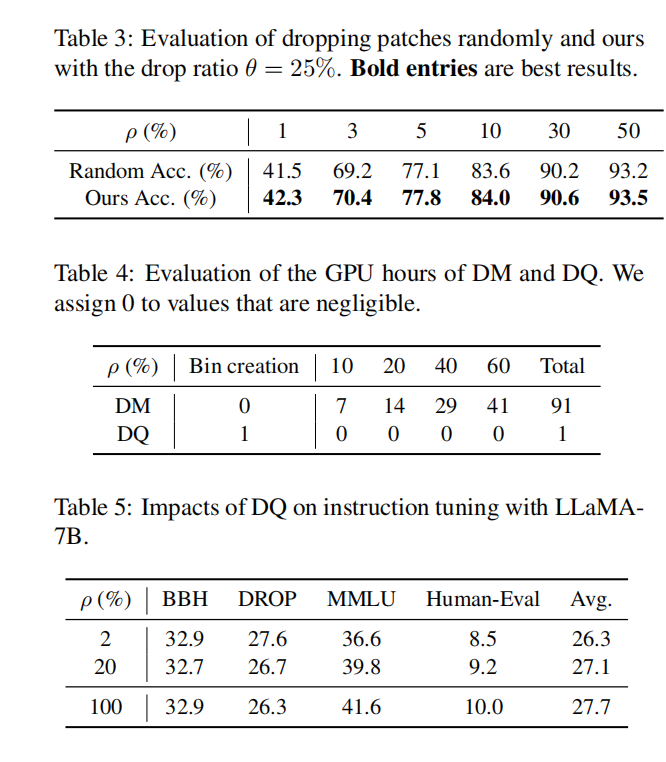 Table 3: Evaluation of dropping patches randomly and ours
with the drop ratio θ = 25%. Bold entries are best results.
ρ (%) 1 3 5 10 30 50
Random Acc. (%) 41.5 69.2 77.1 83.6 90.2 93.2
Ours Acc. (%) 42.3 70.4 77.8 84.0 90.6 93.5
Table 4: Evaluation of the GPU hours of DM and DQ. We
assign 0 to values that are negligible.
ρ (%) Bin creation 10 20 40 60 Total
DM 0 7 14 29 41 91
DQ 1 0 0 0 0 1
Table 5: Impacts of DQ on instruction tuning with LLaMA-
7B.
ρ (%) BBH DROP MMLU Human-Eval Avg.
2 32.9 27.6 36.6 8.5 26.3
20 32.7 26.7 39.8 9.2 27.1
100 32.9 26.3 41.6 10.0 27.7